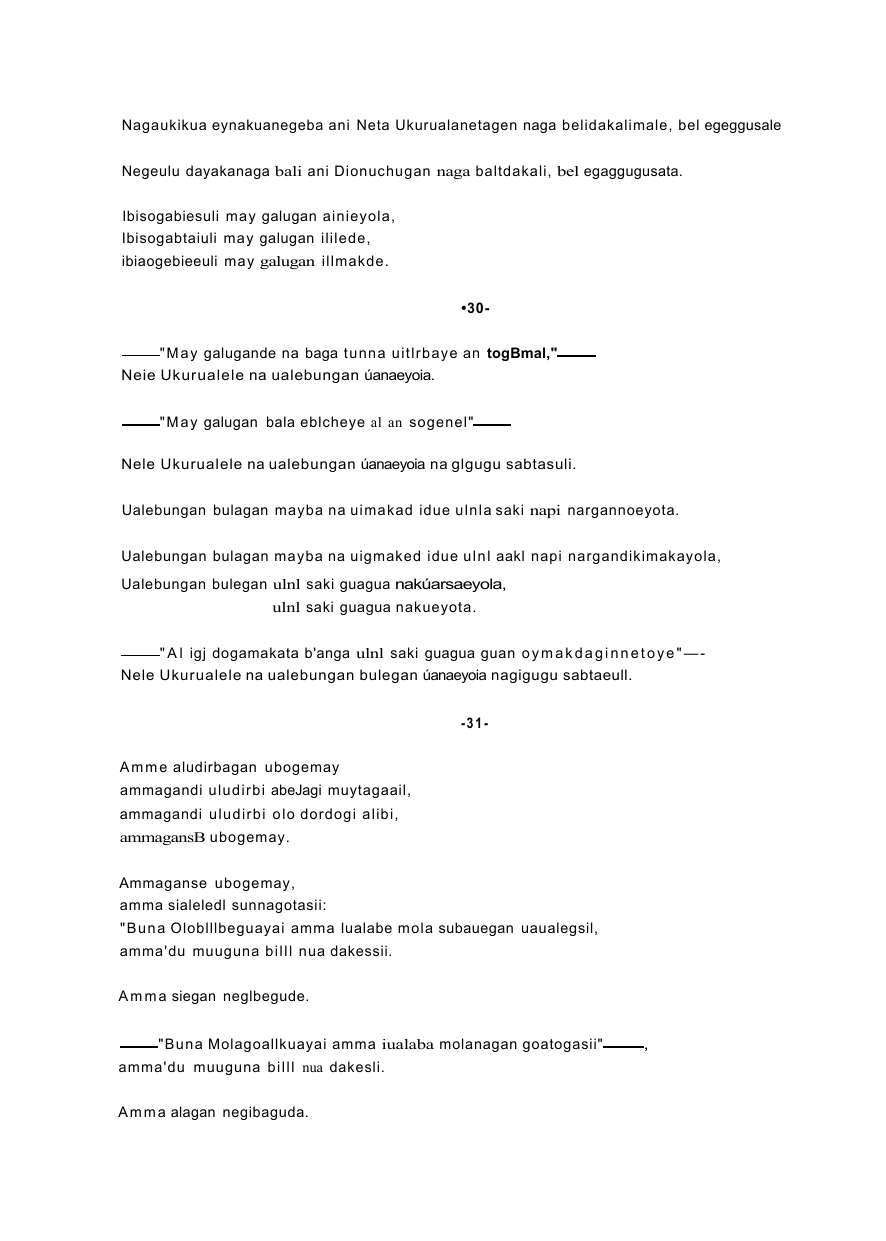 Nagaukikua eynakuanegeba ani Neta Ukurualanetagen naga belidakalimale, bel egeggusale
Negeulu dayakanaga bali ani Dionuchugan naga baltdakali, bel egaggugusata.
Ibisogabiesuli may galugan ainieyola,
Ibisogabtaiuli may galugan ililede,
ibiaogebieeuli may galugan illmakde.
•30-
——"May galugande na baga tunna uitlrbaye an togBmal,"——
Neie Ukurualele na ualebungan úanaeyoia.
——"May galugan bala eblcheye al an sogenel"——
Nele Ukurualele na ualebungan úanaeyoia na glgugu sabtasuli.
Ualebungan bulagan mayba na uimakad idue ulnla saki napi nargannoeyota.
Ualebungan bulagan mayba na uigmaked idue ulnl aakl napi nargandikimakayola,
Ualebungan bulegan ulnl saki guagua nakúarsaeyola,
ulnl saki guagua nakueyota.
——"Al igj dogamakata b'anga ulnl saki guagua guan oymakdaginnetoye"—-
Nele Ukurualele na ualebungan bulegan úanaeyoia nagigugu sabtaeull.
-31-
Amme aludirbagan ubogemay
ammagandi uludirbi abeJagi muytagaail,
ammagandi uludirbi olo dordogi alibi,
ammagansB ubogemay.
Ammaganse ubogemay,
amma sialeledl sunnagotasii:
"Buna Oloblllbeguayai amma lualabe mola subauegan uaualegsil,
amma'du muuguna billl nua dakessii.
Amma siegan neglbegude.
——"Buna Molagoallkuayai amma iualaba molanagan goatogasii"——,
amma'du muuguna billl nua dakesli.
Amma alagan negibaguda.